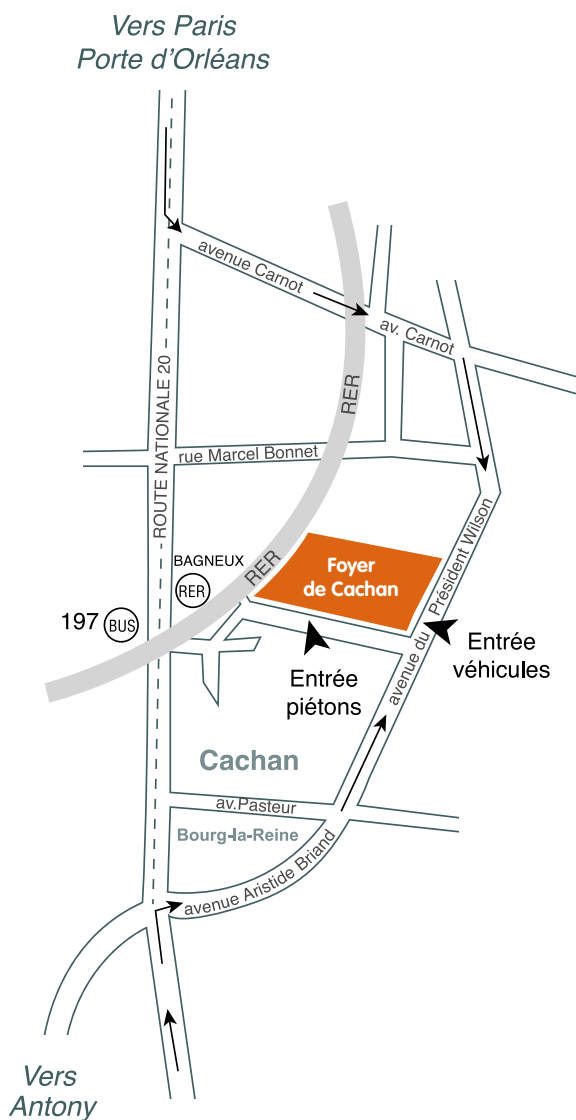 Vers Paris
Porte d'Orléans
avenue Carnot
av. Carnot
RER
ROUTE NATIONALE 20
rue Marcel Bonnet
Président Wilson
avenue du
BAGNEUX
RER
RER
Foyer
de Cachan
197 BUS
Entrée
piétons
Entrée
véhicules
Cachan
av.Pasteur
Bourg-la-Reine
avenue Aristide Briand
Vers
Antony